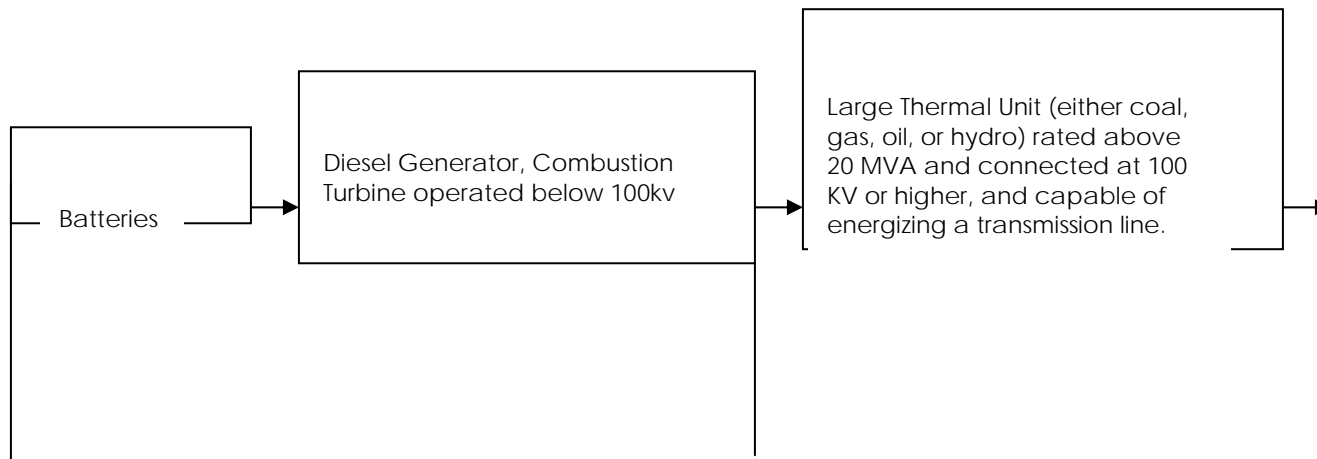 Batteries
Diesel Generator, Combustion
Turbine operated below 100kv
Large Thermal Unit (either coal,
gas, oil, or hydro) rated above
20 MVA and connected at 100
KV or higher, and capable of
energizing a transmission line.